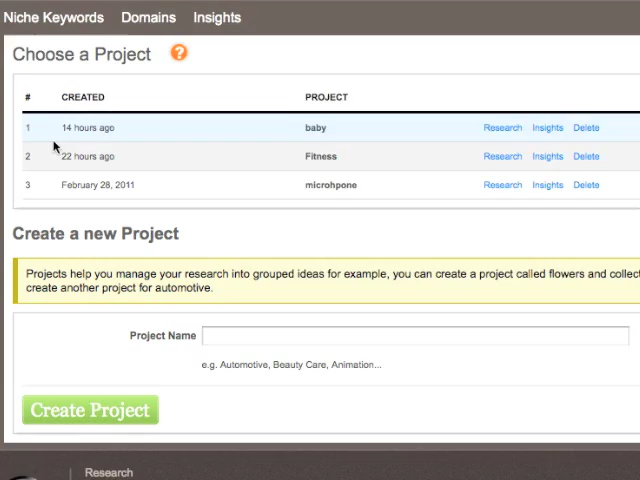 Niche Keywords Domains Insights
Choose a Project ?
# CREATED PROJECT
1 14 hours ago baby Research Insights Delete
2 22 hours ago Fitness Research Insights Delete
3 February 28, 2011 microhpone Research Insights Delete
Create a new Project
Projects help you manage your research into grouped ideas for example, you can create a project called flowers and collect
create another project for automotive.
Project Name
e.g. Automotive, Beauty Care, Animation...
Create Project
Research